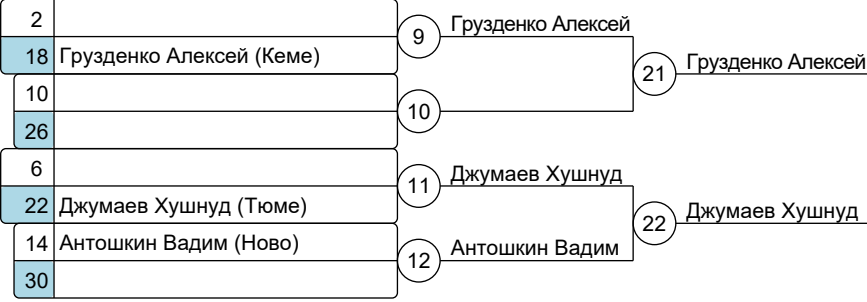 2
9
Грузденко Алексей
18 Грузденко Алексей (Кеме)
21
Грузденко Алексей
10
10
26
6
11
Джумаев Хушнуд
22 Джумаев Хушнуд (Тюме)
22
Джумаев Хушнуд
14 Антошкин Вадим (Ново)
12
Антошкин Вадим
30